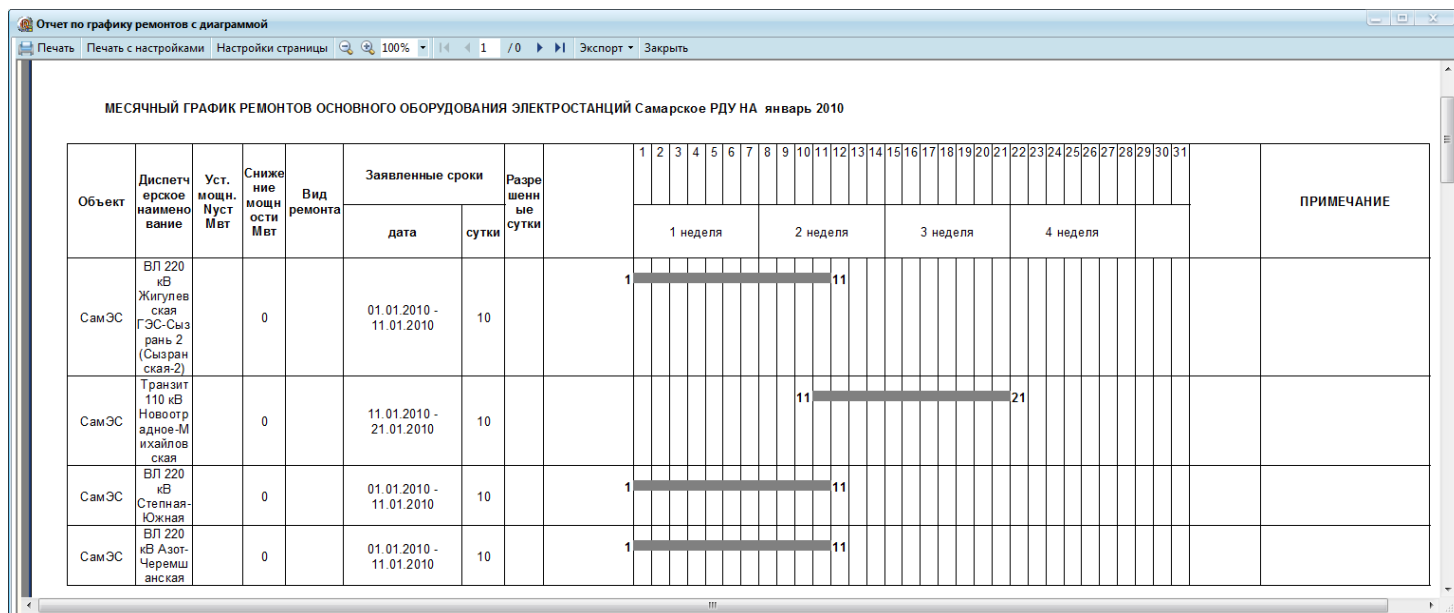 Отчет по графику ремонтов с диаграммой
Печать Печать с настройками Настройки страницы 100% 1 / 0 Экспорт Закрыть
МЕСЯЧНЫЙ ГРАФИК РЕМОНТОВ ОСНОВНОГО ОБОРУДОВАНИЯ ЭЛЕКТРОСТАНЦИЙ Самарское РДУ НА январь 2010
Объект
Диспетч
ерское
наимено
вание
Уст.
мощн.
Nуст
Мвт
Сниже
ние
мощн
ости
Мвт
Вид
ремонта
Заявленные сроки
дата
сутки
Разре
шенн
ые
сутки
1 2 3 4 5 6 7 8 9 10 11 12 13 14 15 16 17 18 19 20 21 22 23 24 25 26 27 28 29 30 31
1 неделя 2 неделя 3 неделя 4 неделя
ПРИМЕЧАНИЕ
СамЭС
ВЛ 220
кВ
Жигулев
ская
ГЭС-Сыз
рань 2
(Сызран
ская-2)
0
01.01.2010 -
11.01.2010
10
1 11
СамЭС
Транзит
110 кВ
Новоотр
адное-М
ихайлов
ская
0
11.01.2010 -
21.01.2010
10
11 21
СамЭС
ВЛ 220
кВ
Степная-
Южная
0
01.01.2010 -
11.01.2010
10
1 11
СамЭС
ВЛ 220
кВ Азот-
Черемш
анская
0
01.01.2010 -
11.01.2010
10
1 11